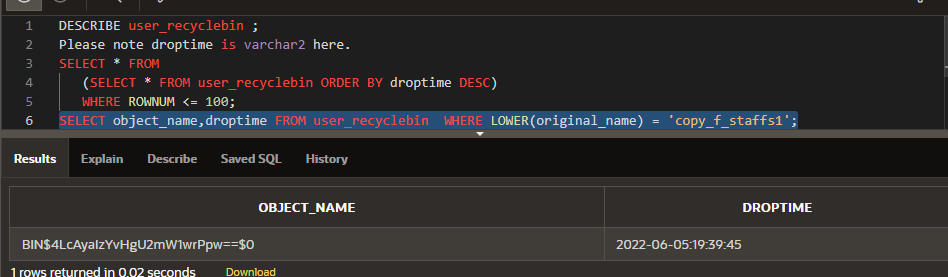 1 DESCRIBE user_recyclebin ;
2 Please note droptime is varchar2 here.
3 SELECT * FROM
4 (SELECT * FROM user_recyclebin ORDER BY droptime DESC)
5 WHERE ROWNUM <= 100;
6 SELECT object_name,droptime FROM user_recyclebin WHERE LOWER(original_name) = 'copy_f_staffs1';
Results Explain Describe Saved SQL History
OBJECT_NAME DROPTIME
BIN$4LcAyaIzYvHgU2mW1wrPpw==$0 2022-06-05:19:39:45
1 rows returned in 0.02 seconds Download